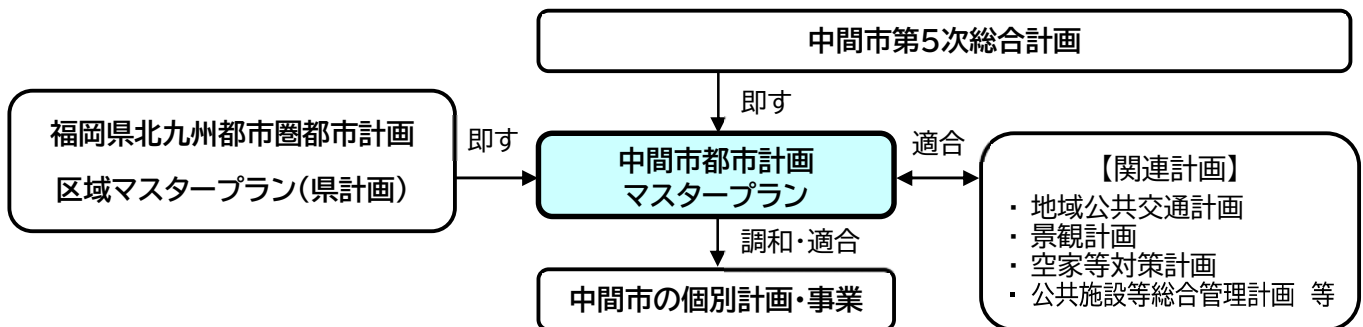 中間市第5次総合計画
即す
福岡県北九州都市圏都市計画
区域マスタープラン(県計画)
即す
中間市都市計画
マスタープラン
適合
【関連計画】
・ 地域公共交通計画
・ 景観計画
・ 空家等対策計画
・ 公共施設等総合管理計画 等
調和・適合
中間市の個別計画・事業